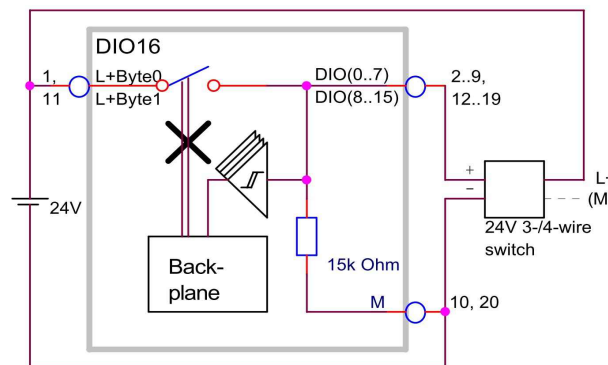 DIO16
1,
11
L+Byte0
L+Byte1
DIO(0..7)
DIO(8..15)
2..9,
12..19
24V
+
−
L-
(M
24V 3-/4-wire
switch
Back-
plane
15k Ohm
M
10, 20